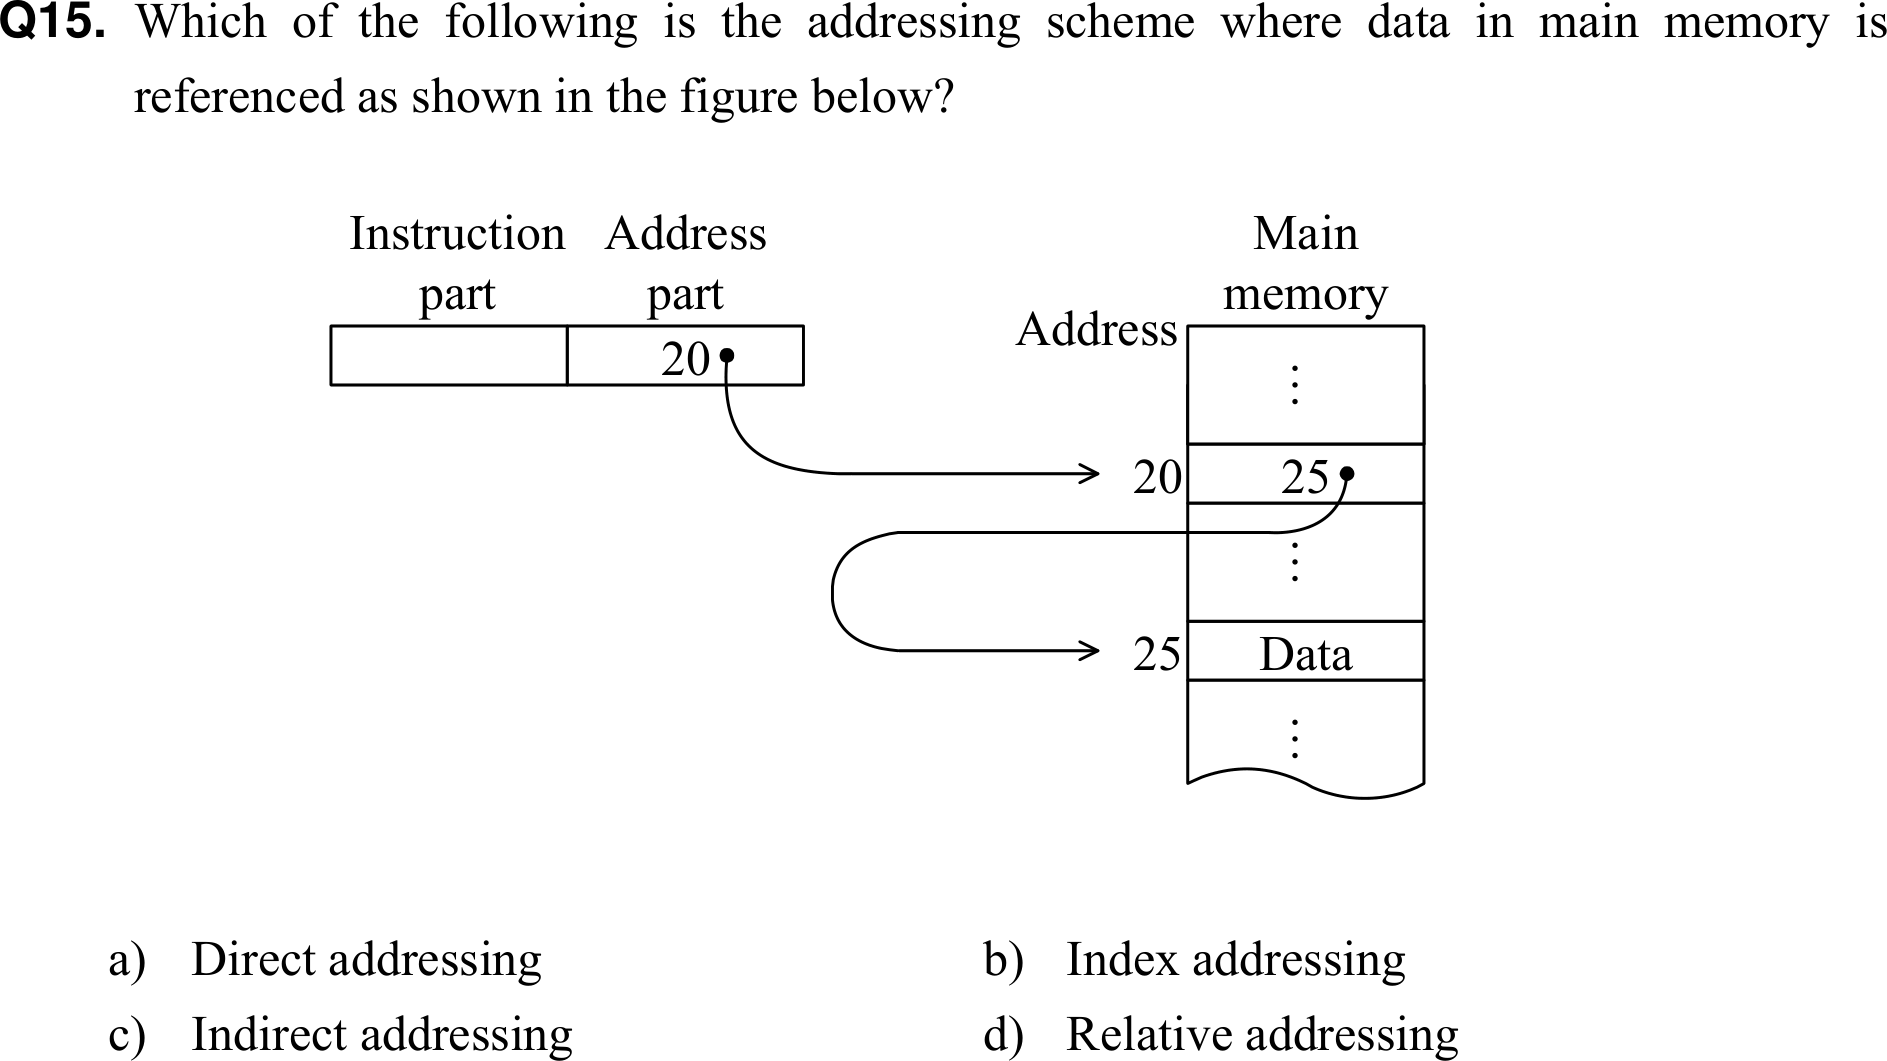 Q15. Which of the following is the addressing scheme where data in main memory is
referenced as shown in the figure below?
Instruction Address Main
part part memory
Address
20
⋮
20 25
⋮
25 Data
⋮
a) Direct addressing b) Index addressing
c) Indirect addressing d) Relative addressing